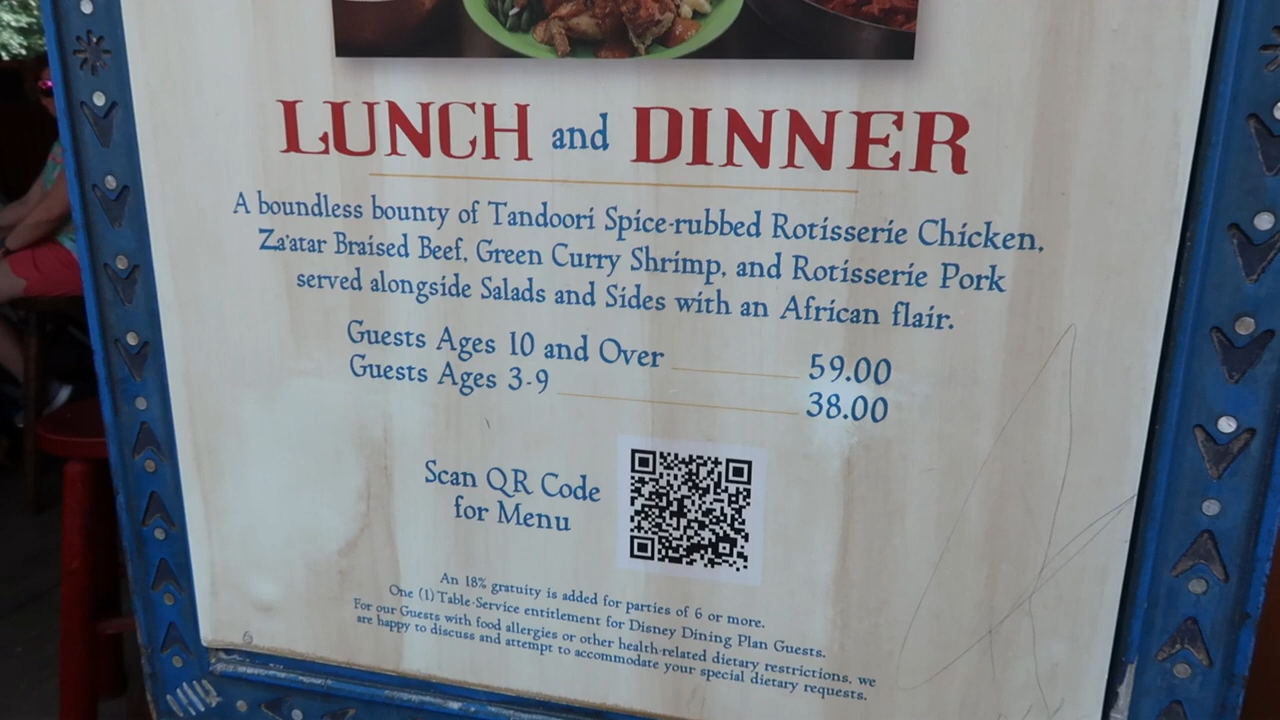 LUNCH and DINNER
A boundless bounty of Tandoori Spice-rubbed Rotisserie Chicken,
Za'atar Braised Beef, Green Curry Shrimp, and Rotisserie Pork
served alongside Salads and Sides with an African flair.
Guests Ages 10 and Over 59.00
Guests Ages 3-9 38.00
Scan QR Code
for Menu
An 18% gratuity is added for parties of 6 or more.
One (1) Table-Service entitlement for Disney Dining Plan Guests.
For our Guests with food allergies or other health-related dietary restrictions, we
are happy to discuss and attempt to accommodate your special dietary requests.